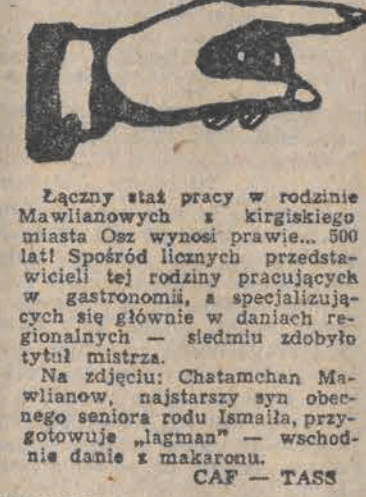 Łączny staż pracy w rodzinie
Mawlianowych z kirgiskiego
miasta Osz wynosi prawie... 500
lat! Spośród licznych przedsta-
wicieli tej rodziny pracujących
w gastronomii, a specjalizują-
cych się głównie w daniach re-
gionalnych — siedmiu zdobyło
tytuł mistrza.
Na zdjęciu: Chatamchan Ma-
wlianow, najstarszy syn obec-
nego seniora rodu Ismaiła, przy-
gotowuje „lagman" — wschod-
nie danie z makaronu.
CAF — TASS